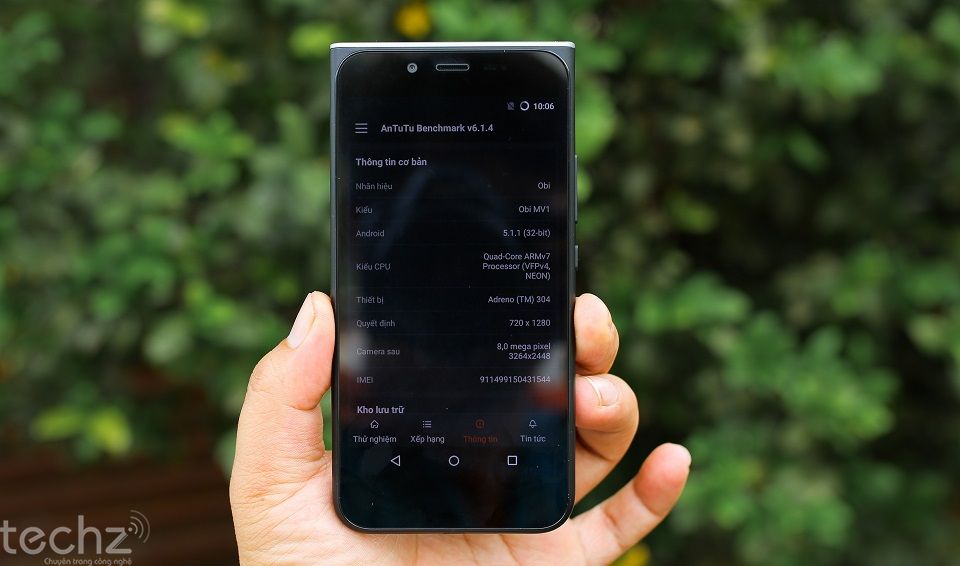 10:06
AnTuTu Benchmark v6.1.4
Thông tin cơ bản
Nhãn hiệu Obi
Kiểu Obi MV1
Android 5.1.1 (32-bit)
Kiểu CPU Quad-Core ARMv7
Processor (VFPv4,
NEON)
Thiết bị Adreno (TM) 304
Quyết định 720 x 1280
Camera sau 8,0 mega pixel
3264x2448
IMEI 911499150431544
Kho lưu trữ
Thử nghiệm Xếp hạng Thông tin Tin tức
techz
Chuyên trang công nghệ